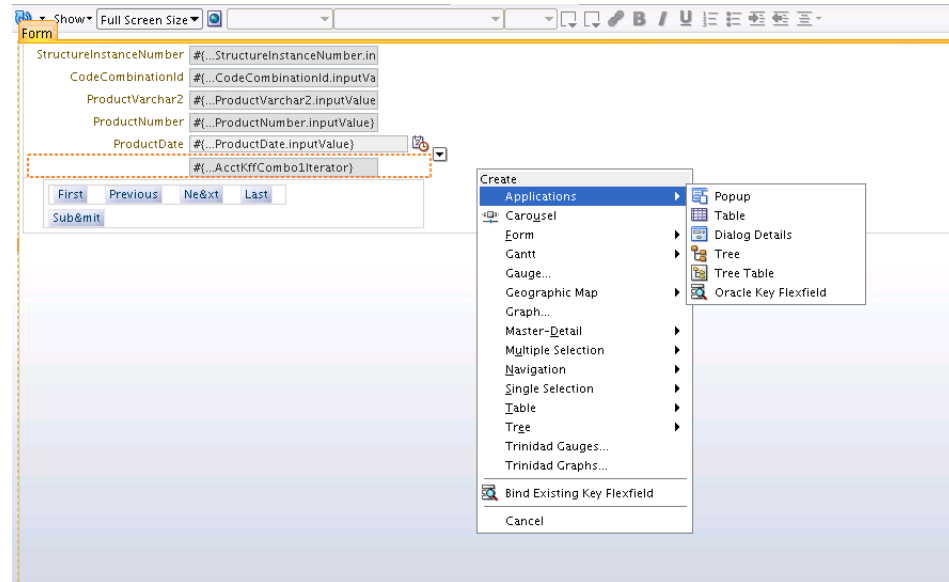 Show Full Screen Size
Form
StructureInstanceNumber #{...StructureInstanceNumber.in
CodeCombinationId #{...CodeCombinationId.inputVa
ProductVarchar2 #{...ProductVarchar2.inputValue
ProductNumber #{...ProductNumber.inputValue}
ProductDate #{...ProductDate.inputValue}
#{...AcctKffCombo1Iterator}
First Previous Ne&xt Last
Sub&mit
Create
Applications
Carousel
Form
Gantt
Gauge...
Geographic Map
Graph...
Master-Detail
Multiple Selection
Navigation
Single Selection
Table
Tree
Trinidad Gauges...
Trinidad Graphs...
Bind Existing Key Flexfield
Cancel
Popup
Table
Dialog Details
Tree
Tree Table
Oracle Key Flexfield
B I U